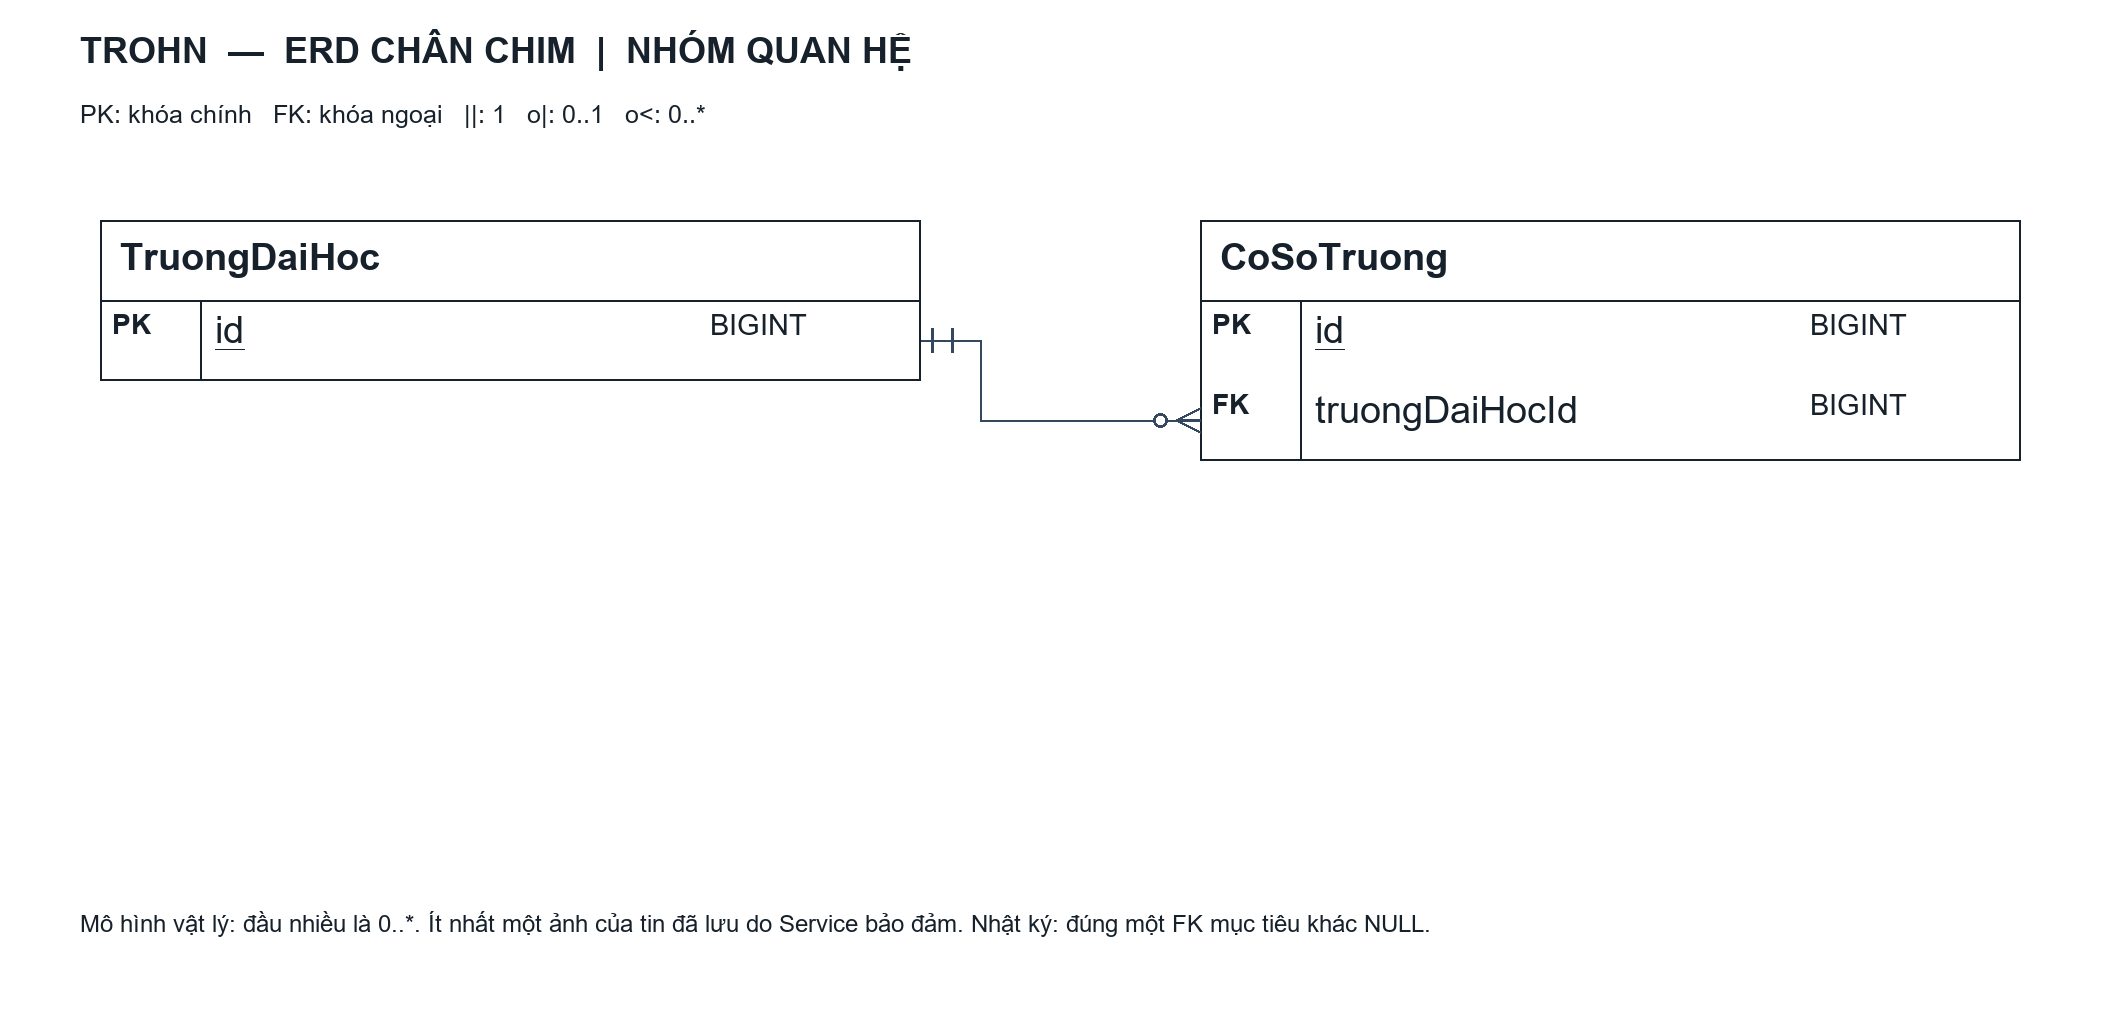 TROHN — ERD CHÂN CHIM | NHÓM QUAN HỆ
PK: khóa chính FK: khóa ngoại ||: 1 o|: 0..1 o<: 0..*
TruongDaiHoc
PK id BIGINT
CoSoTruong
PK id BIGINT
FK truongDaiHocId BIGINT
Mô hình vật lý: đầu nhiều là 0..*. Ít nhất một ảnh của tin đã lưu do Service bảo đảm. Nhật ký: đúng một FK mục tiêu khác NULL.